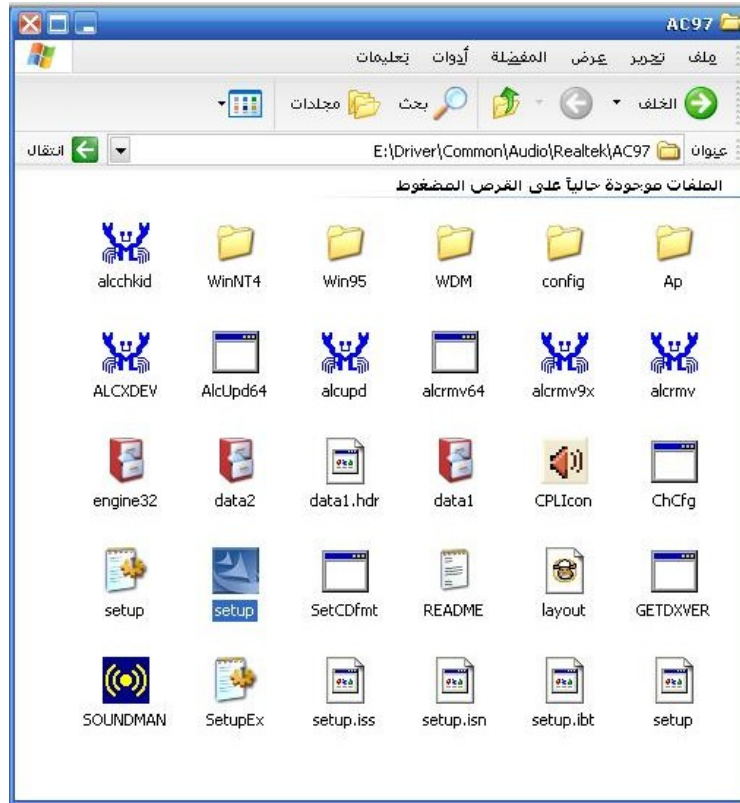 AC97
ملف تحرير عرض المفضلة أدوات تعليمات
الخلف بحث مجلدات
عنوان E:\Driver\Common\Audio\Realtek\AC97 انتقال
الملفات موجودة حالياً على القرص المضغوط
Ap config WDM Win95 WinNT4 alcchkid
alcrmv alcrmv9x alcrmv64 alcupd AlcUpd64 ALCXDEV
ChCfg CPLIcon data1 data1.hdr data2 engine32
GETDXVER layout README SetCDfmt setup setup
setup setup.ibt setup.isn setup.iss SetupEx SOUNDMAN